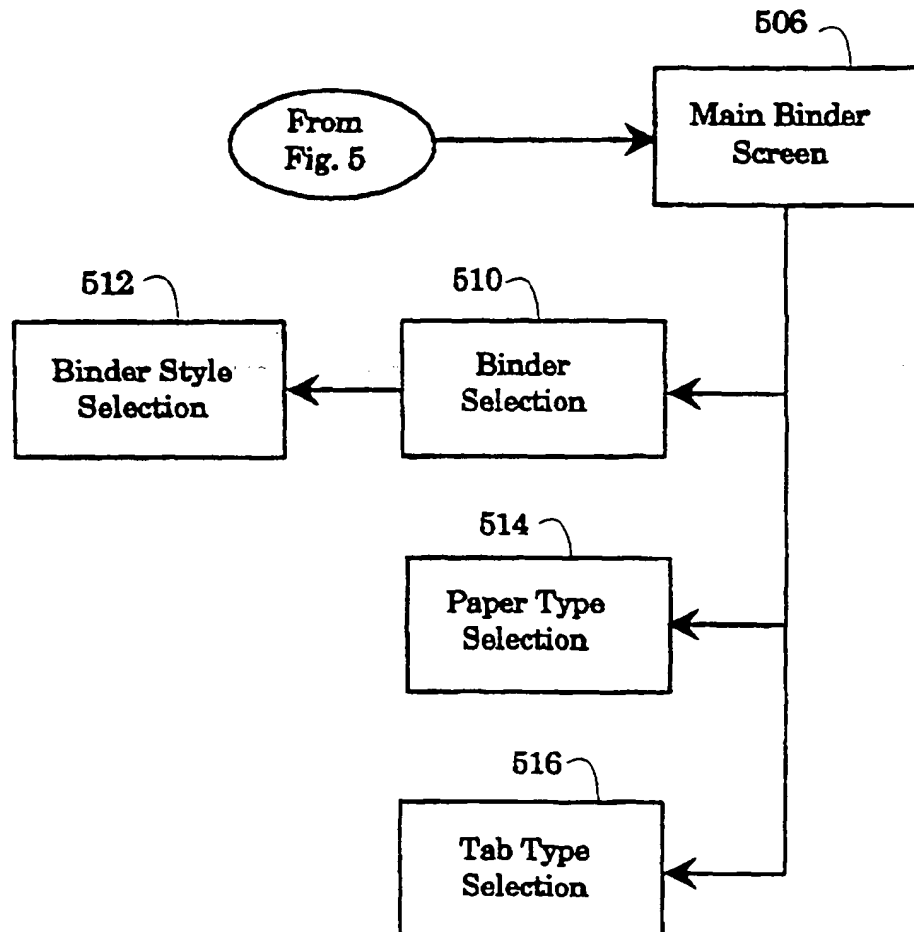 506
From
Fig. 5
Main Binder
Screen
512
510
Binder Style
Selection
Binder
Selection
514
Paper Type
Selection
516
Tab Type
Selection